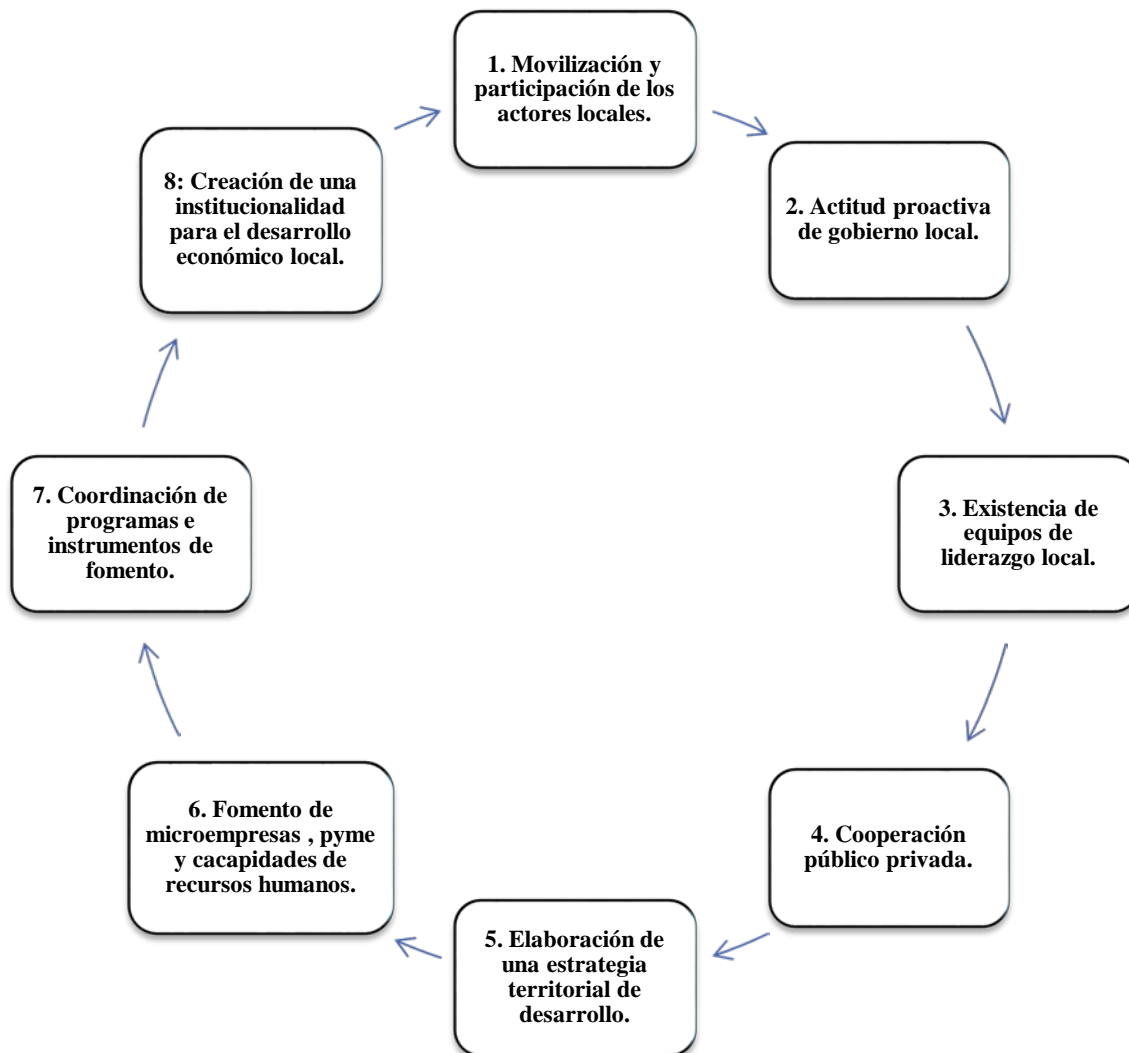 1. Movilización y
participación de los
actores locales.
2. Actitud proactiva
de gobierno local.
3. Existencia de
equipos de
liderazgo local.
4. Cooperación
público privada.
5. Elaboración de
una estrategia
territorial de
desarrollo.
6. Fomento de
microempresas , pyme
y cacapidades de
recursos humanos.
7. Coordinación de
programas e
instrumentos de
fomento.
8: Creación de una
institucionalidad
para el desarrollo
económico local.